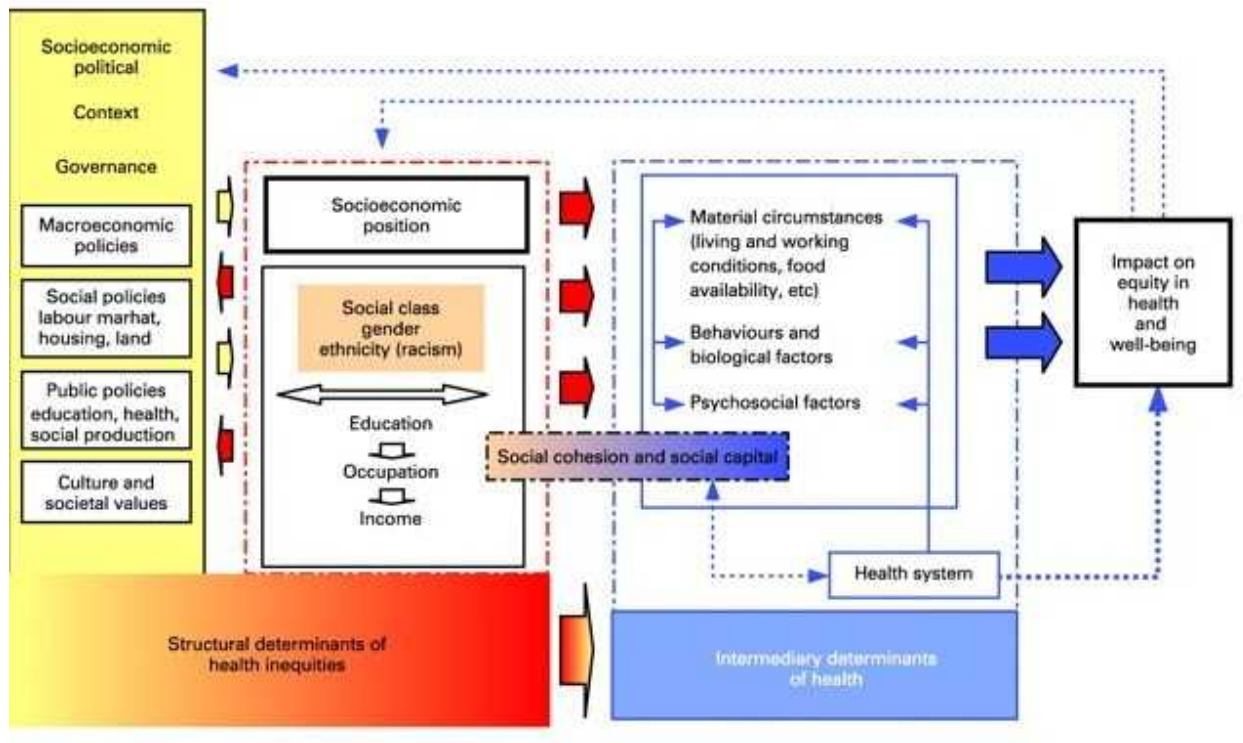 Socioeconomic
political
Context
Governance
Macroeconomic
policies
Social policies
labour marhat,
housing, land
Public policies
education, health,
social production
Culture and
societal values
Socioeconomic
position
Social class
gender
ethnicity (racism)
Education
Occupation
Income
Social cohesion and social capital
Material circumstances
(living and working
conditions, food
availability, etc)
Behaviours and
biological factors
Psychosocial factors
Health system
Impact on
equity in
health
and
well-being
Structural determinants of
health inequities
Intermediary determinants
of health